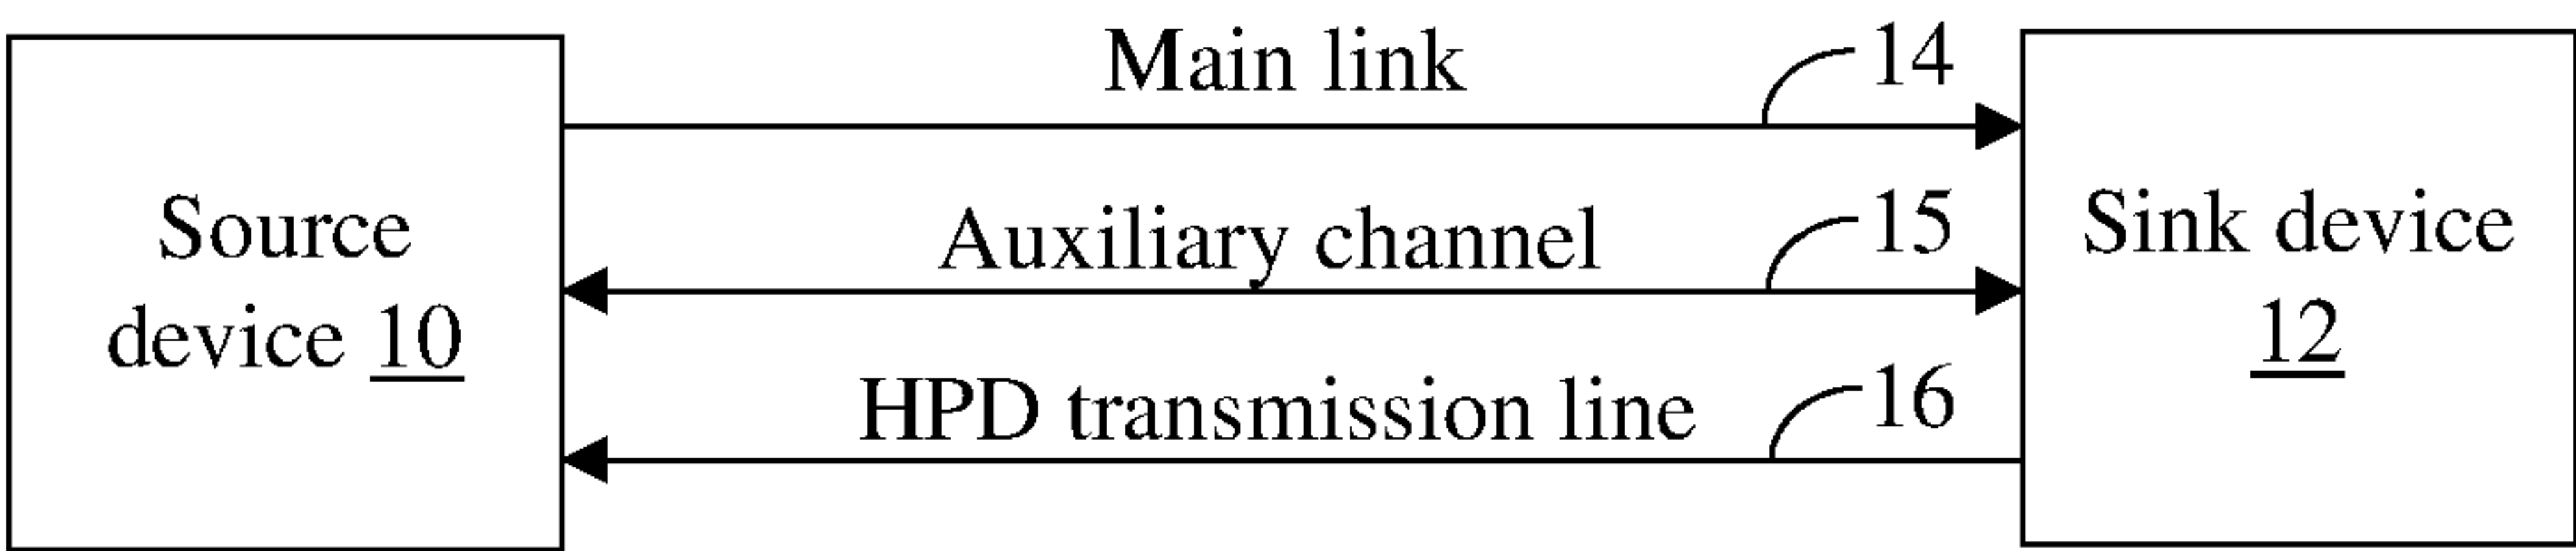 Main link 14
Source
device 10
Auxiliary channel 15
Sink device
12
HPD transmission line 16